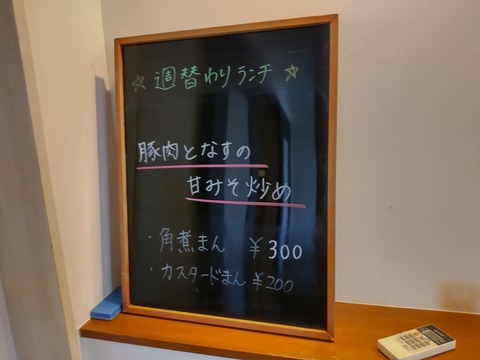 ☆週替わりランチ☆
豚肉となすの
甘みそ炒め
・角煮まん ¥300
・カスタードまん ¥200